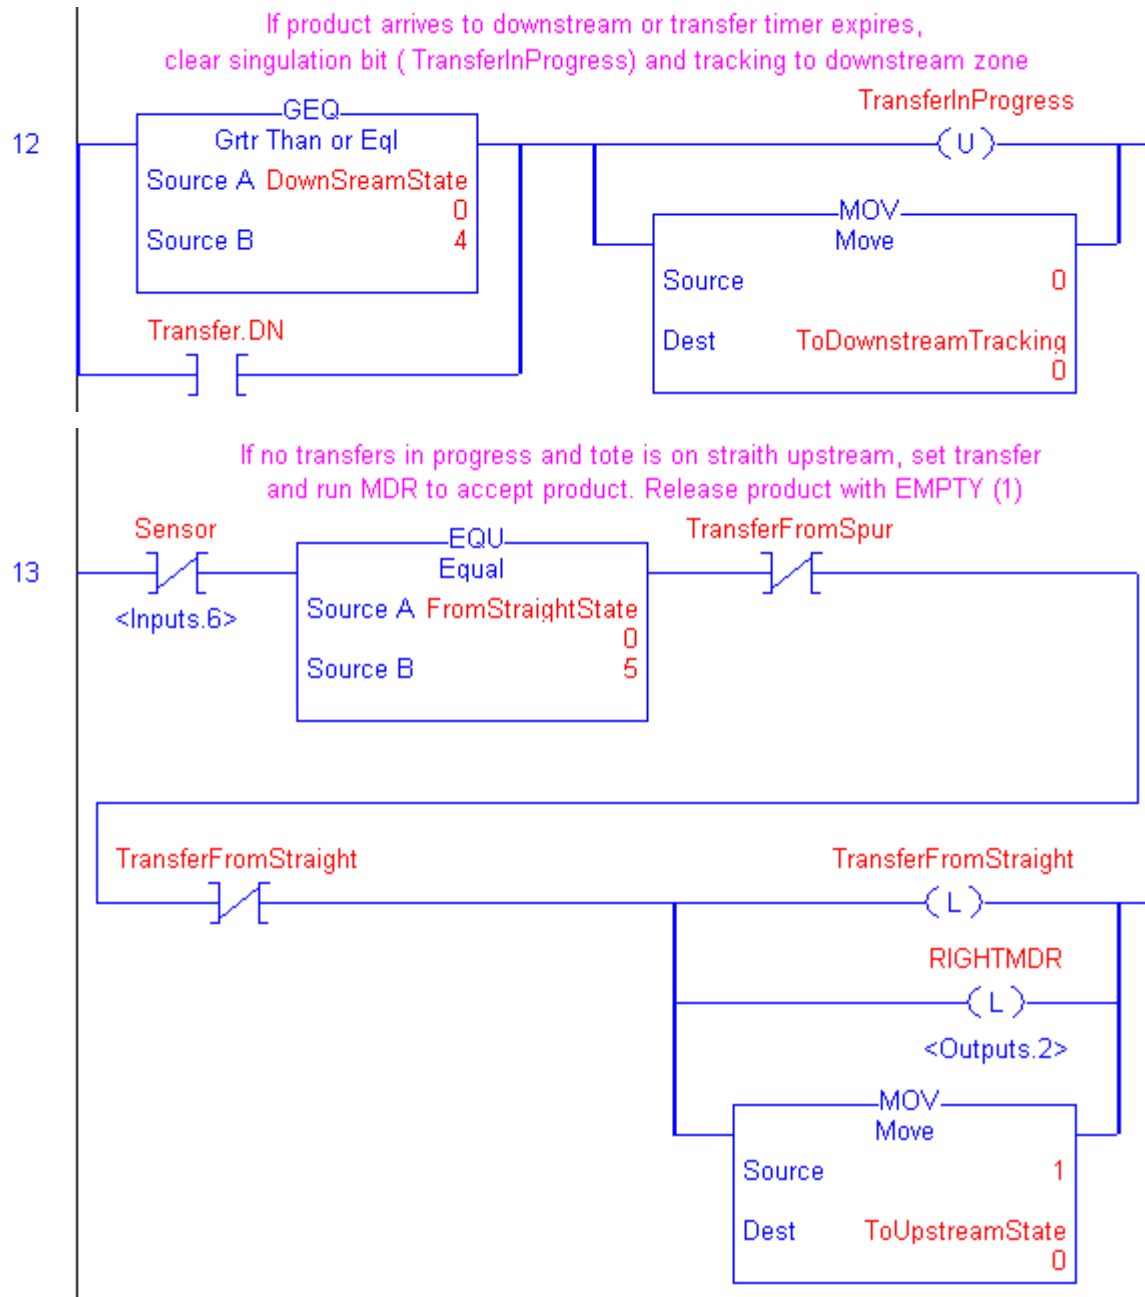 If product arrives to downstream or transfer timer expires,
clear singulation bit ( TransferInProgress) and tracking to downstream zone
12
GEQ
Grtr Than or Eql
Source A DownSreamState
0
Source B 4
Transfer.DN
TransferInProgress
U
MOV
Move
Source 0
Dest ToDownstreamTracking
0
If no transfers in progress and tote is on straith upstream, set transfer
and run MDR to accept product. Release product with EMPTY (1)
13
Sensor
<Inputs.6>
EQU
Equal
Source A FromStraightState
0
Source B 5
TransferFromSpur
TransferFromStraight
TransferFromStraight
L
RIGHTMDR
L
<Outputs.2>
MOV
Move
Source 1
Dest ToUpstreamState
0